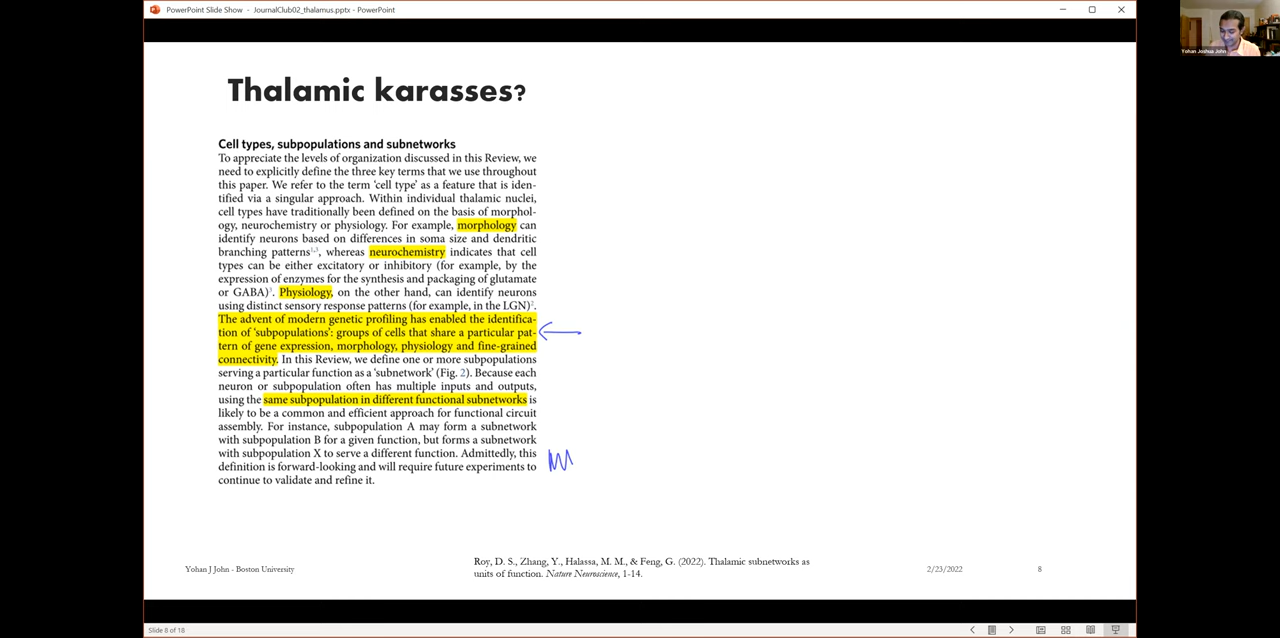 PowerPoint Slide Show - JournalClub02_thalamus.pptx - PowerPoint
Yohan Joshua John
Thalamic karasses?
Cell types, subpopulations and subnetworks
To appreciate the levels of organization discussed in this Review, we
need to explicitly define the three key terms that we use throughout
this paper. We refer to the term ‘cell type’ as a feature that is iden-
tified via a singular approach. Within individual thalamic nuclei,
cell types have traditionally been defined on the basis of morphol-
ogy, neurochemistry or physiology. For example, morphology can
identify neurons based on differences in soma size and dendritic
branching patterns1,3, whereas neurochemistry indicates that cell
types can be either excitatory or inhibitory (for example, by the
expression of enzymes for the synthesis and packaging of glutamate
or GABA)3. Physiology, on the other hand, can identify neurons
using distinct sensory response patterns (for example, in the LGN)2.
The advent of modern genetic profiling has enabled the identifica-
tion of ‘subpopulations’: groups of cells that share a particular pat-
tern of gene expression, morphology, physiology and fine-grained
connectivity. In this Review, we define one or more subpopulations
serving a particular function as a ‘subnetwork’ (Fig. 2). Because each
neuron or subpopulation often has multiple inputs and outputs,
using the same subpopulation in different functional subnetworks is
likely to be a common and efficient approach for functional circuit
assembly. For instance, subpopulation A may form a subnetwork
with subpopulation B for a given function, but forms a subnetwork
with subpopulation X to serve a different function. Admittedly, this
definition is forward-looking and will require future experiments to
continue to validate and refine it.
Roy, D. S., Zhang, Y., Halassa, M. M., & Feng, G. (2022). Thalamic subnetworks as
units of function. Nature Neuroscience, 1-14.
Yohan J John - Boston University
2/23/2022
8
Slide 8 of 18